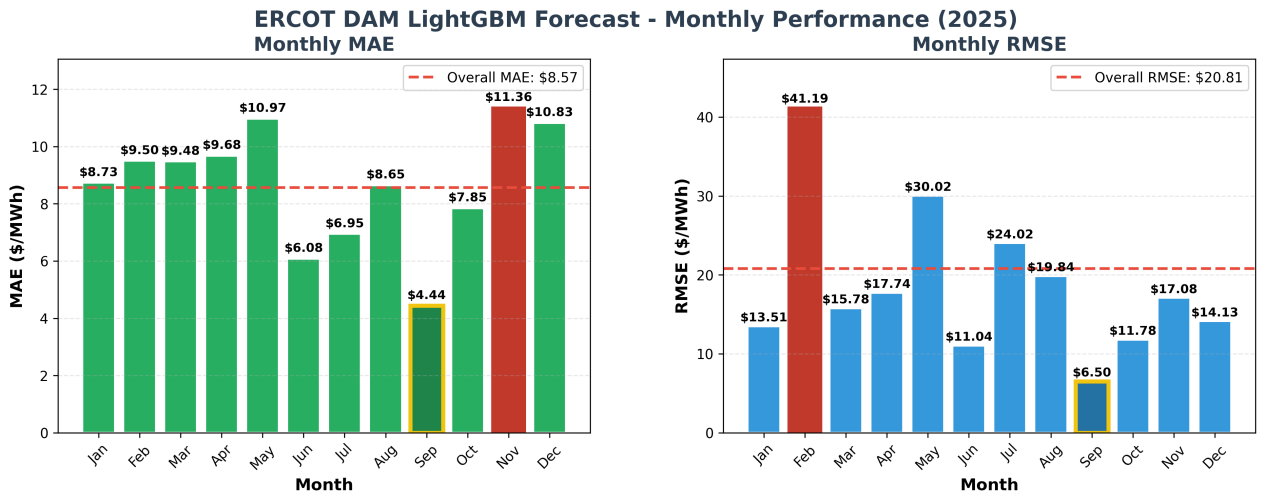 ERCOT DAM LightGBM Forecast - Monthly Performance (2025)
Monthly MAE
Overall MAE: $8.57
MAE ($/MWh)
12
10
8
6
4
2
0
$8.73
$9.50
$9.48
$9.68
$10.97
$6.08
$6.95
$8.65
$4.44
$7.85
$11.36
$10.83
Jan
Feb
Mar
Apr
May
Jun
Jul
Aug
Sep
Oct
Nov
Dec
Month
Monthly RMSE
Overall RMSE: $20.81
RMSE ($/MWh)
40
30
20
10
0
$13.51
$41.19
$15.78
$17.74
$30.02
$11.04
$24.02
$19.84
$6.50
$11.78
$17.08
$14.13
Jan
Feb
Mar
Apr
May
Jun
Jul
Aug
Sep
Oct
Nov
Dec
Month